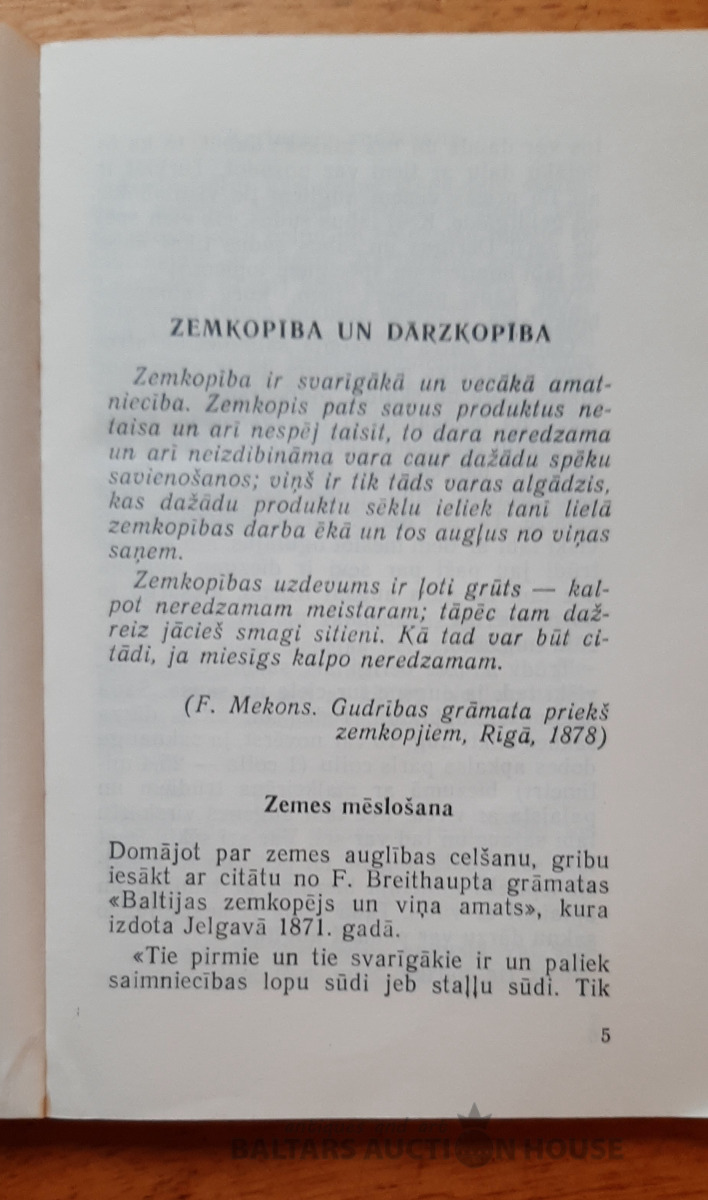 ZEMKOPĪBA UN DĀRZKOPĪBA
Zemkopība ir svarīgākā un vecākā amat-
niecība. Zemkopis pats savus produktus ne-
taisa un arī nespēj taisīt, to dara neredzama
un arī neizdibināma vara caur dažādu spēku
savienošanos; viņš ir tik tāds varas algādzis,
kas dažādu produktu sēklu ieliek tanī lielā
zemkopības darba ēkā un tos augļus no viņas
saņem.
Zemkopības uzdevums ir ļoti grūts — kal-
pot neredzamam meistaram; tāpēc tam daž-
reiz jācieš smagi sitieni. Kā tad var būt ci-
tādi, ja miesīgs kalpo neredzamam.
(F. Mekons. Gudrības grāmata priekš
zemkopjiem, Rīgā, 1878)
Zemes mēslošana
Domājot par zemes auglības celšanu, gribu
iesākt ar citātu no F. Breithaupta grāmatas
«Baltijas zemkopējs un viņa amats», kura
izdota Jelgavā 1871. gadā.
«Tie pirmie un tie svarīgākie ir un paliek
saimniecības lopu sūdi jeb staļļu sūdi. Tik
5
BALTARS AUCTION HOUSE